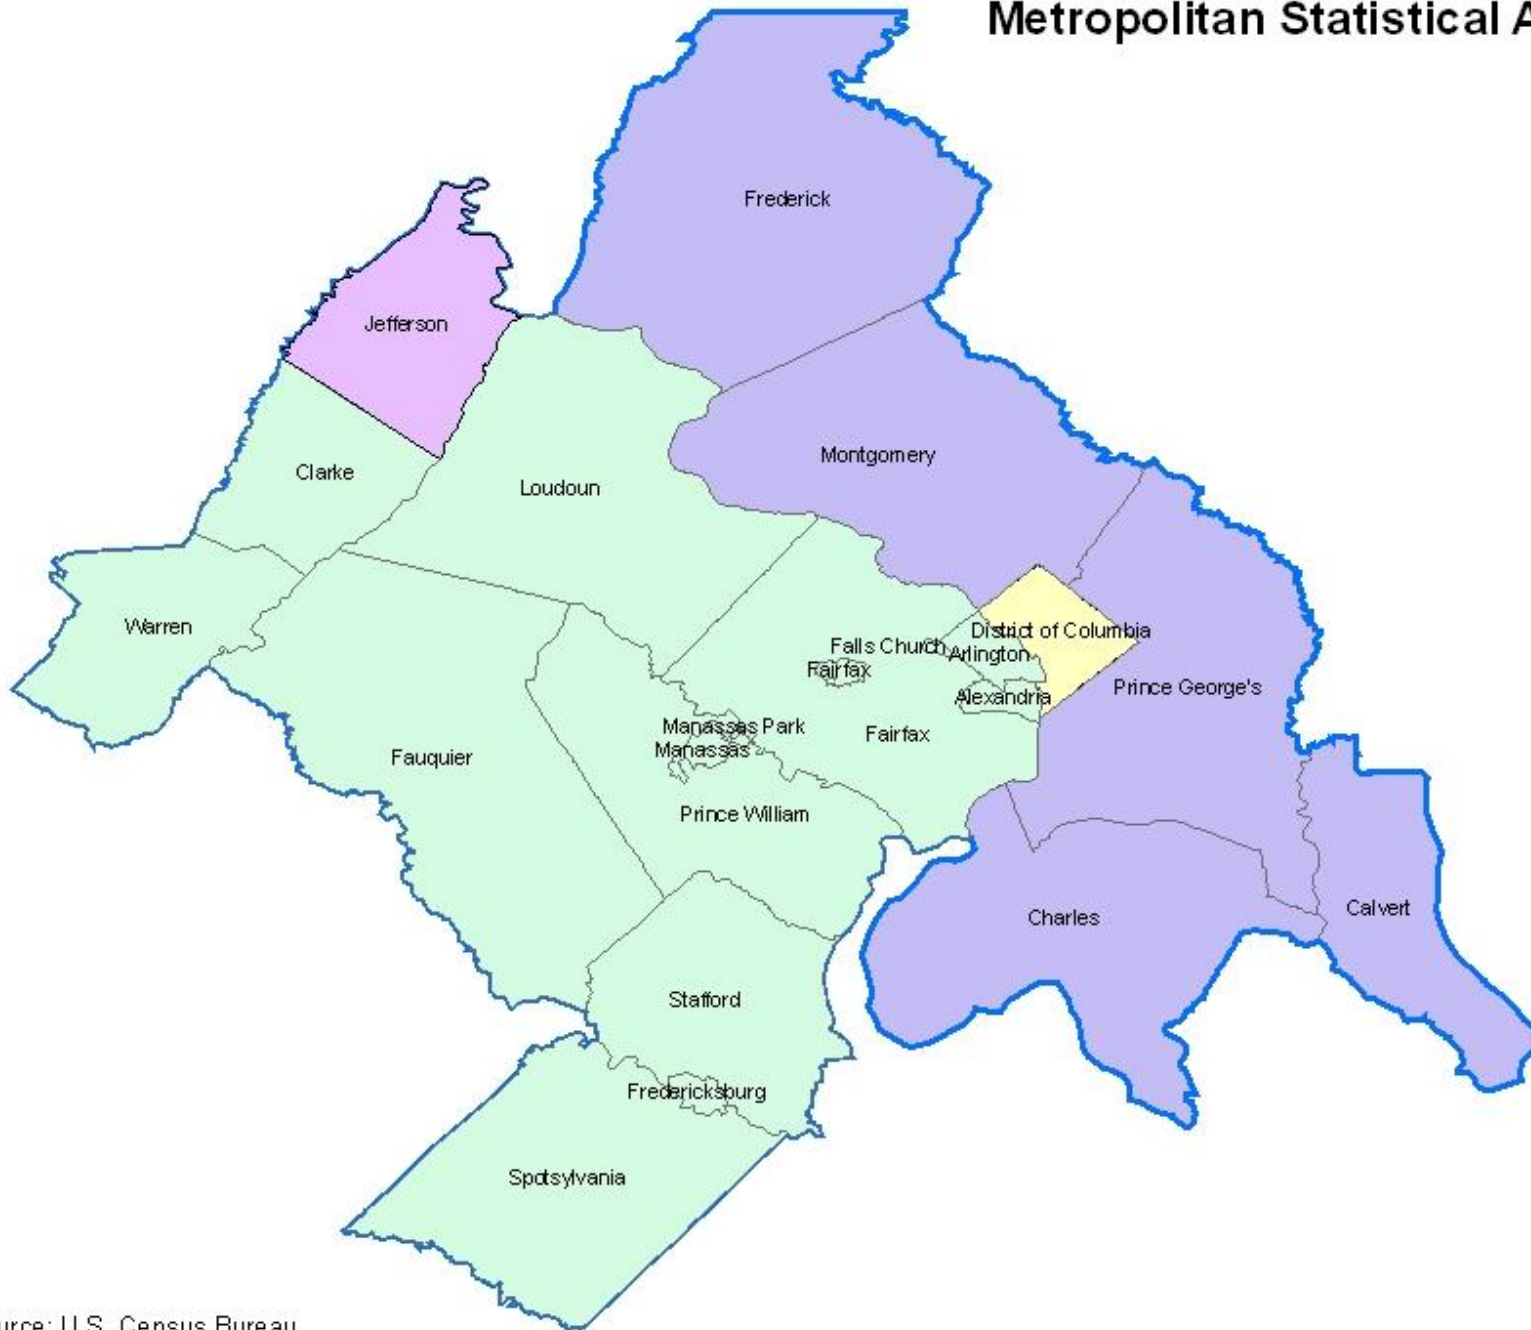 Metropolitan Statistical A
Frederick
Jefferson
Montgomery
Clarke
Loudoun
Warren
District of Columbia
Falls Church
Arlington
Fairfax
Prince George's
Alexandria
Manassas Park
Fairfax
Manassas
Fauquier
Prince William
Calvert
Charles
Stafford
Fredericksburg
Spotsylvania
urce: U.S. Census Bureau